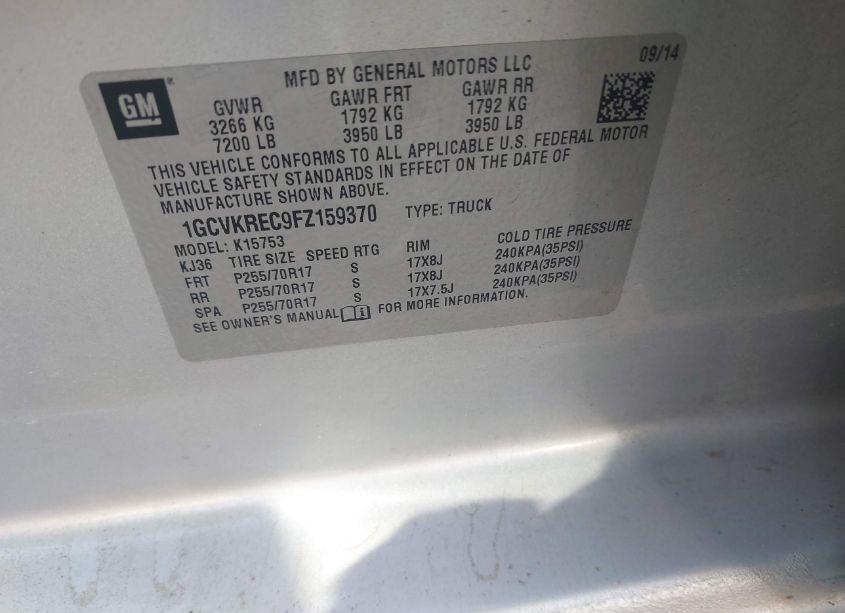 09/14
MFD BY GENERAL MOTORS LLC
GM
GVWR GAWR FRT GAWR RR
3266 KG 1792 KG 1792 KG
7200 LB 3950 LB 3950 LB
THIS VEHICLE CONFORMS TO ALL APPLICABLE U.S. FEDERAL MOTOR
VEHICLE SAFETY STANDARDS IN EFFECT ON THE DATE OF
MANUFACTURE SHOWN ABOVE.
1GCVKREC9FZ159370 TYPE: TRUCK
MODEL: K15753
KJ36 TIRE SIZE SPEED RTG RIM COLD TIRE PRESSURE
FRT P255/70R17 S 17X8J 240KPA(35PSI)
RR P255/70R17 S 17X8J 240KPA(35PSI)
SPA P255/70R17 S 17X7.5J 240KPA(35PSI)
SEE OWNER'S MANUAL FOR MORE INFORMATION.